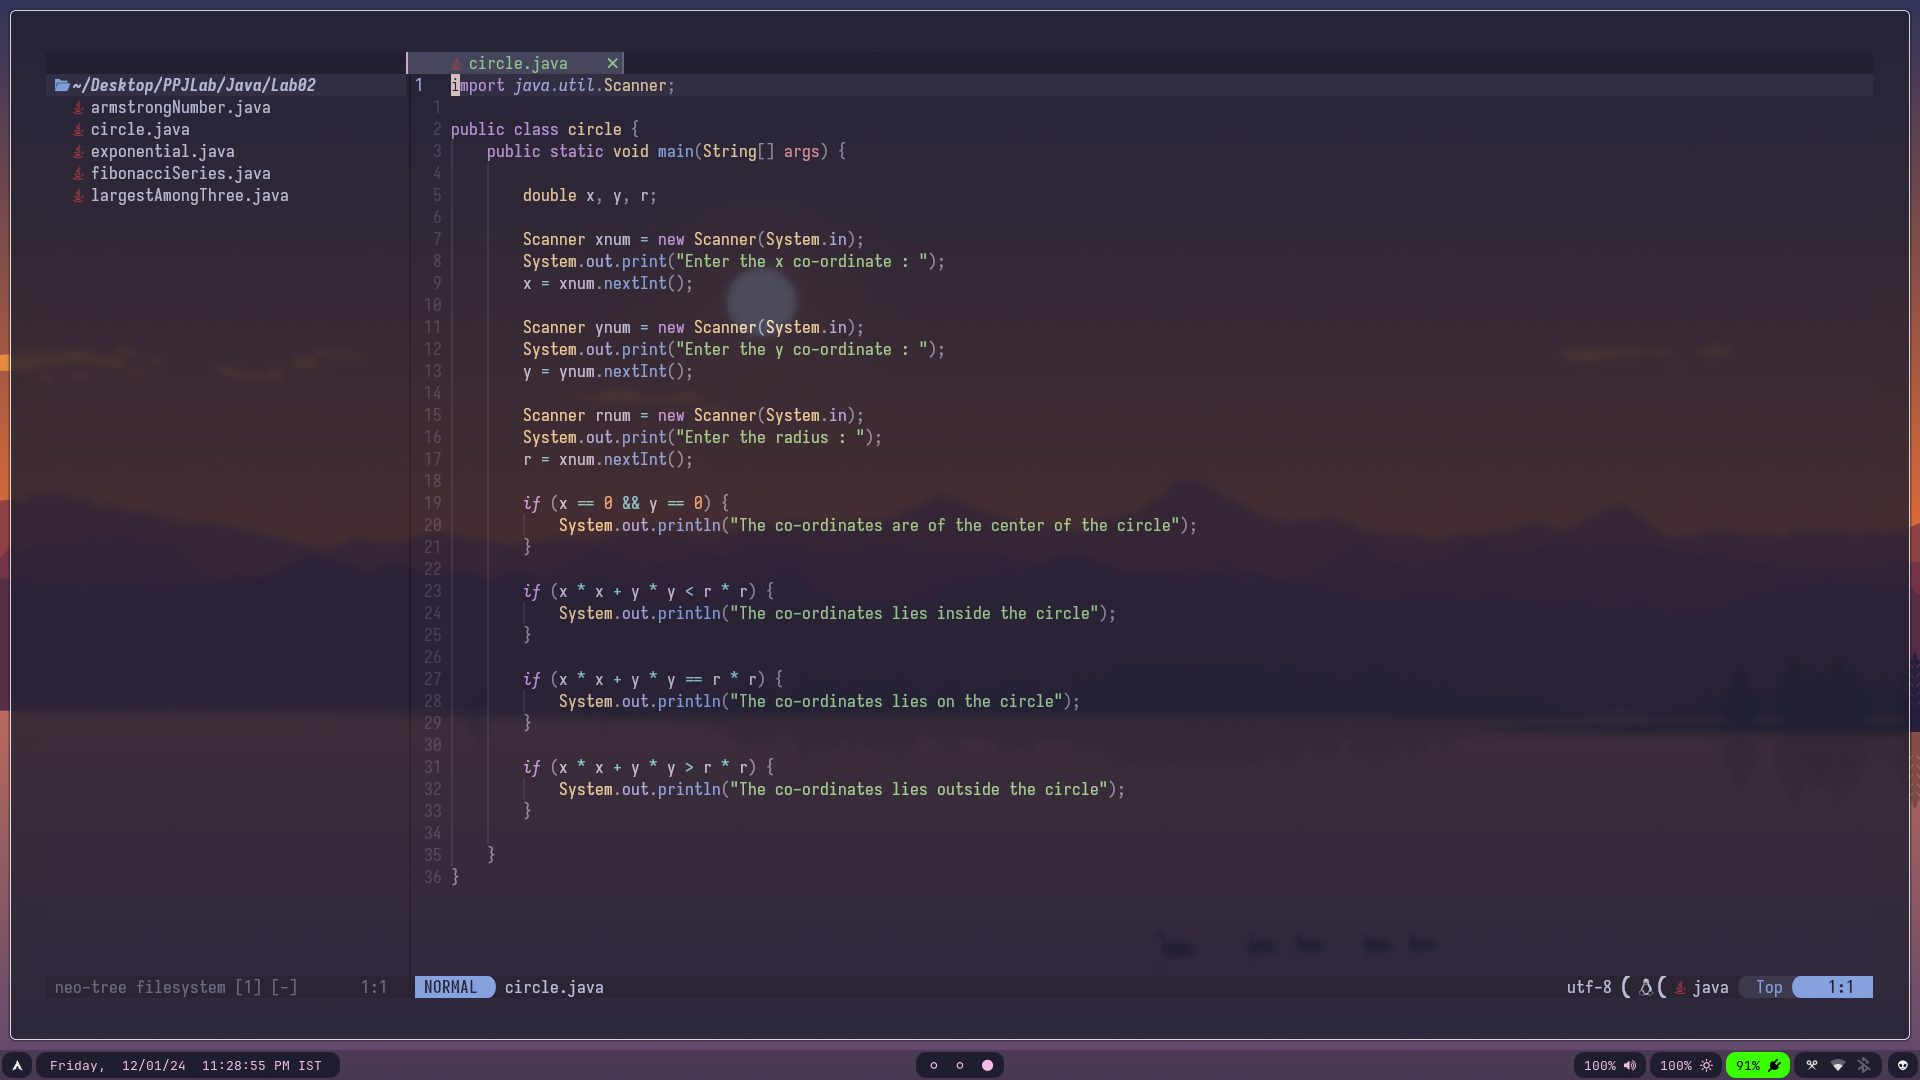 circle.java ✕
~/Desktop/PPJLab/Java/Lab02
armstrongNumber.java
circle.java
exponential.java
fibonacciSeries.java
largestAmongThree.java
1 import java.util.Scanner;
1
2 public class circle {
3     public static void main(String[] args) {
4
5         double x, y, r;
6
7         Scanner xnum = new Scanner(System.in);
8         System.out.print("Enter the x co-ordinate : ");
9         x = xnum.nextInt();
10
11         Scanner ynum = new Scanner(System.in);
12         System.out.print("Enter the y co-ordinate : ");
13         y = ynum.nextInt();
14
15         Scanner rnum = new Scanner(System.in);
16         System.out.print("Enter the radius : ");
17         r = xnum.nextInt();
18
19         if (x == 0 && y == 0) {
20             System.out.println("The co-ordinates are of the center of the circle");
21         }
22
23         if (x * x + y * y < r * r) {
24             System.out.println("The co-ordinates lies inside the circle");
25         }
26
27         if (x * x + y * y == r * r) {
28             System.out.println("The co-ordinates lies on the circle");
29         }
30
31         if (x * x + y * y > r * r) {
32             System.out.println("The co-ordinates lies outside the circle");
33         }
34
35     }
36 }
neo-tree filesystem [1] [-] 1:1 NORMAL circle.java utf-8 java Top 1:1
Friday, 12/01/24 11:28:55 PM IST 100% 100% 91%